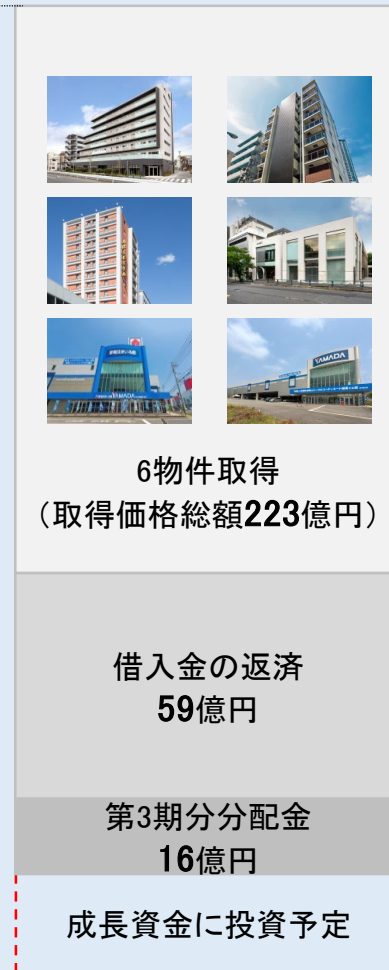 YAMADA
YAMADA
6物件取得
（取得価格総額223億円）
借入金の返済
59億円
第3期分分配金
16億円
成長資金に投資予定